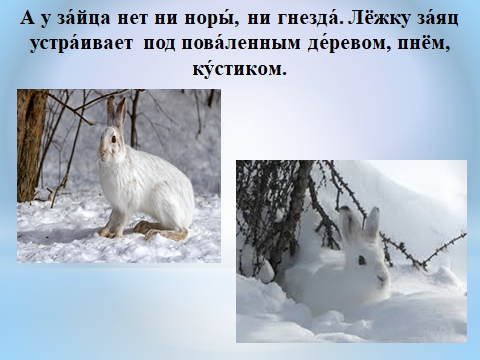 А у за́йца нет ни норы́, ни гнезда́. Лёжку за́яц
устра́ивает под пова́ленным де́ревом, пнём,
ку́стиком.